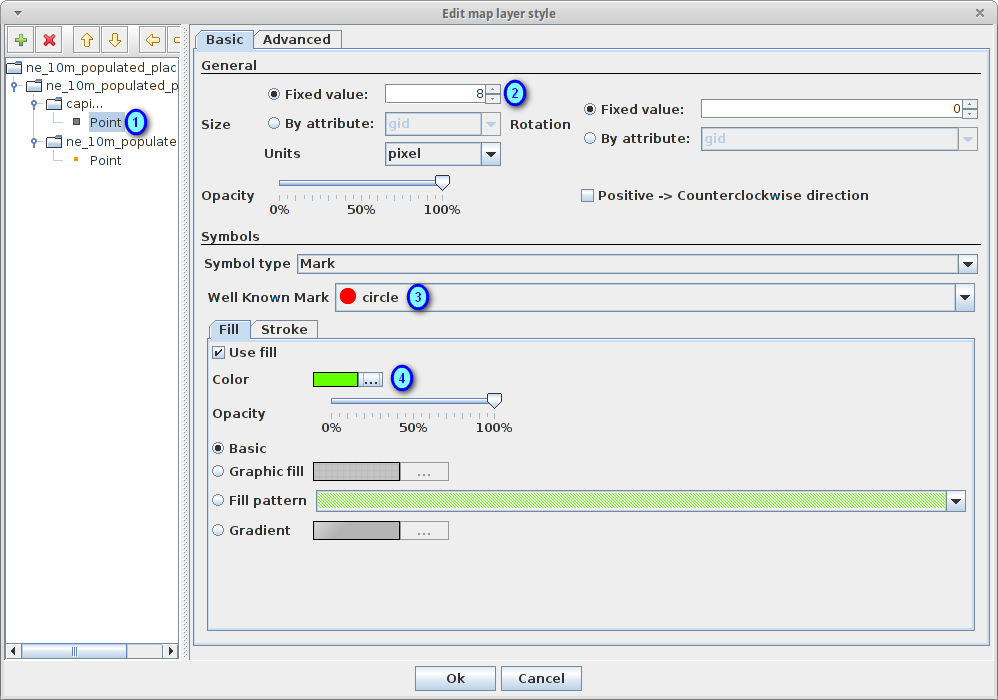 Edit map layer style
ne_10m_populated_plac
ne_10m_populated_p
capi...
Point 1
ne_10m_populate
Point
Basic Advanced
General
Size
Fixed value: 8 2
By attribute: gid
Units pixel
Rotation
Fixed value: 0
By attribute: gid
Opacity
0% 50% 100%
Positive -> Counterclockwise direction
Symbols
Symbol type Mark
Well Known Mark circle 3
Fill Stroke
Use fill
Color ... 4
Opacity
0% 50% 100%
Basic
Graphic fill ...
Fill pattern
Gradient ...
Ok Cancel